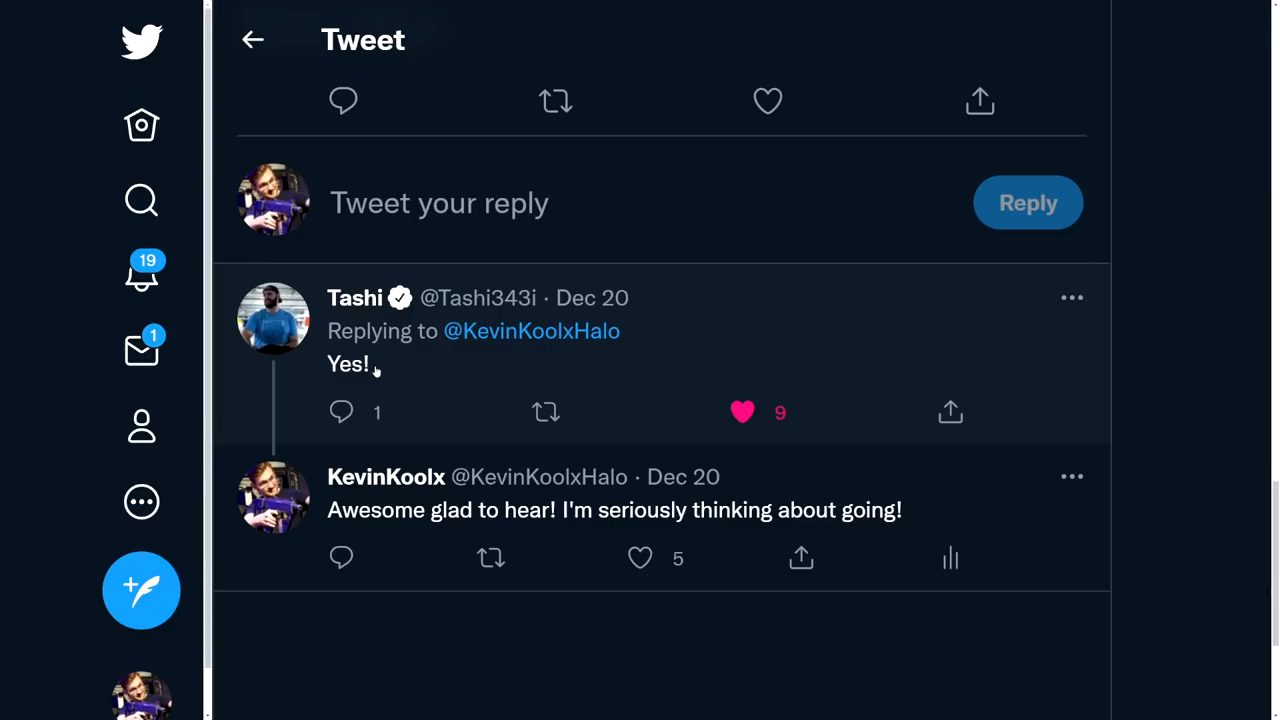 Tweet
Tweet your reply
Reply
19
1
Tashi @Tashi343i · Dec 20
Replying to @KevinKoolxHalo
Yes!
1
9
KevinKoolx @KevinKoolxHalo · Dec 20
Awesome glad to hear! I'm seriously thinking about going!
5